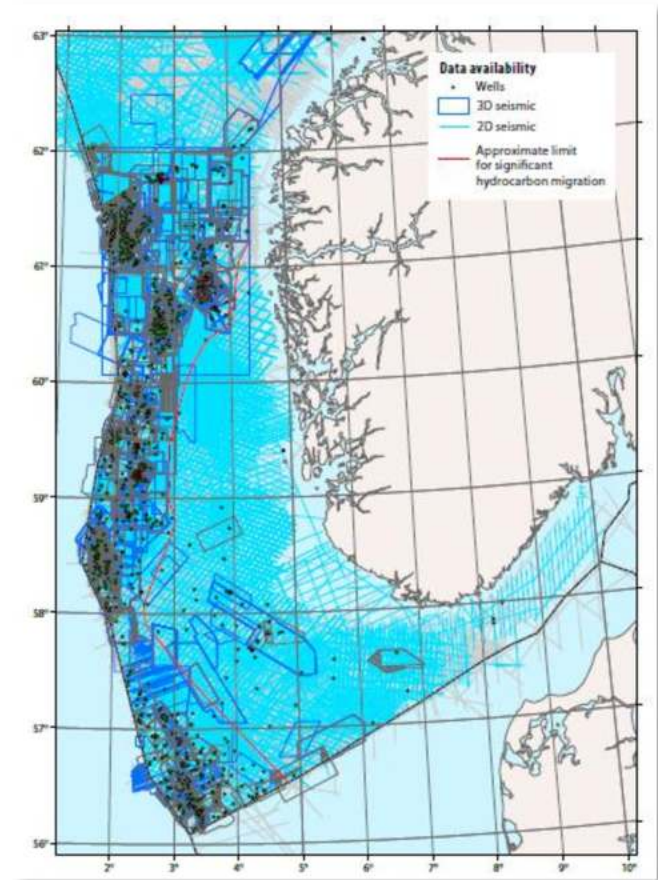 63°
Data availability
Wells
3D seismic
2D seismic
Approximate limit
for significant
hydrocarbon migration
62°
61°
60°
59°
58°
57°
56°
2° 3° 4° 5° 6° 7° 8° 9° 10°